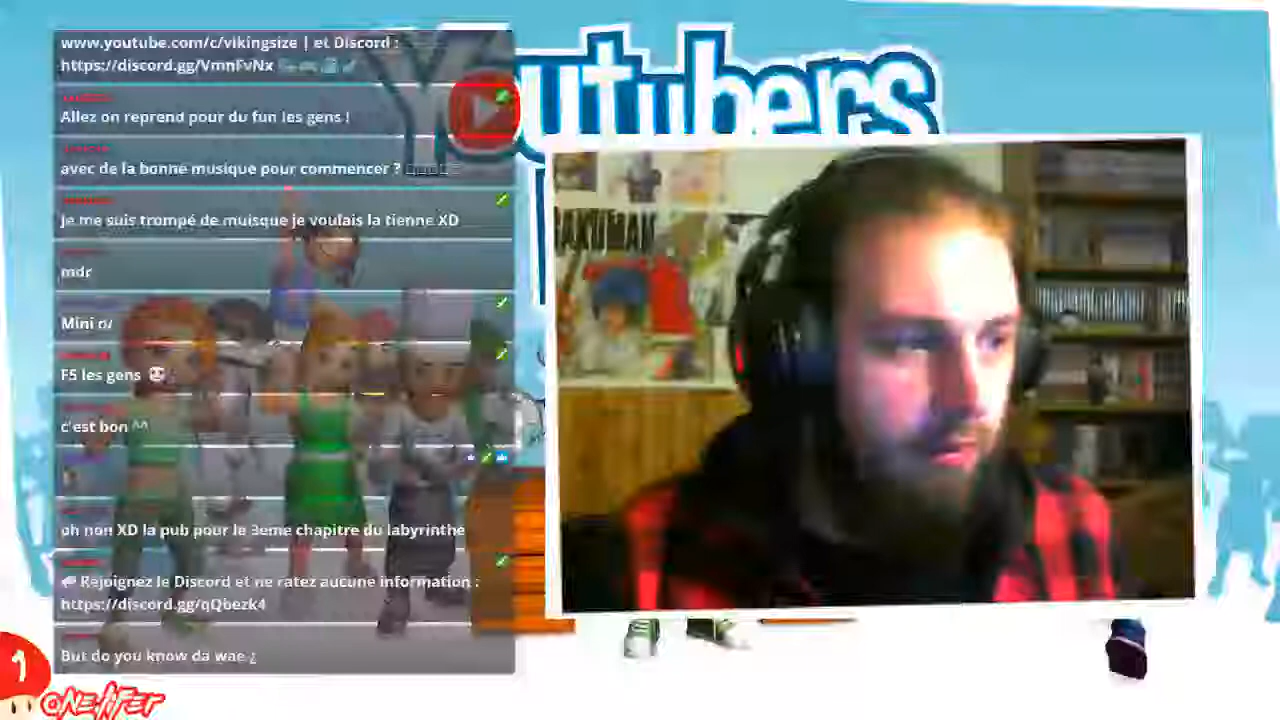 www.youtube.com/c/vikingsize | et Discord :
https://discord.gg/VmnFvNx
Allez on reprend pour du fun les gens !
avec de la bonne musique pour commencer ?
Je me suis trompé de muisque je voulais la tienne XD
mdr
Mini o/
F5 les gens
c'est bon ^^
oh non XD la pub pour le 3eme chapitre du labyrinthe
Rejoignez le Discord et ne ratez aucune information :
https://discord.gg/qQbezk4
But do you know da wae ¿
Youtubers
BAKUMAN
1
ONELIFER